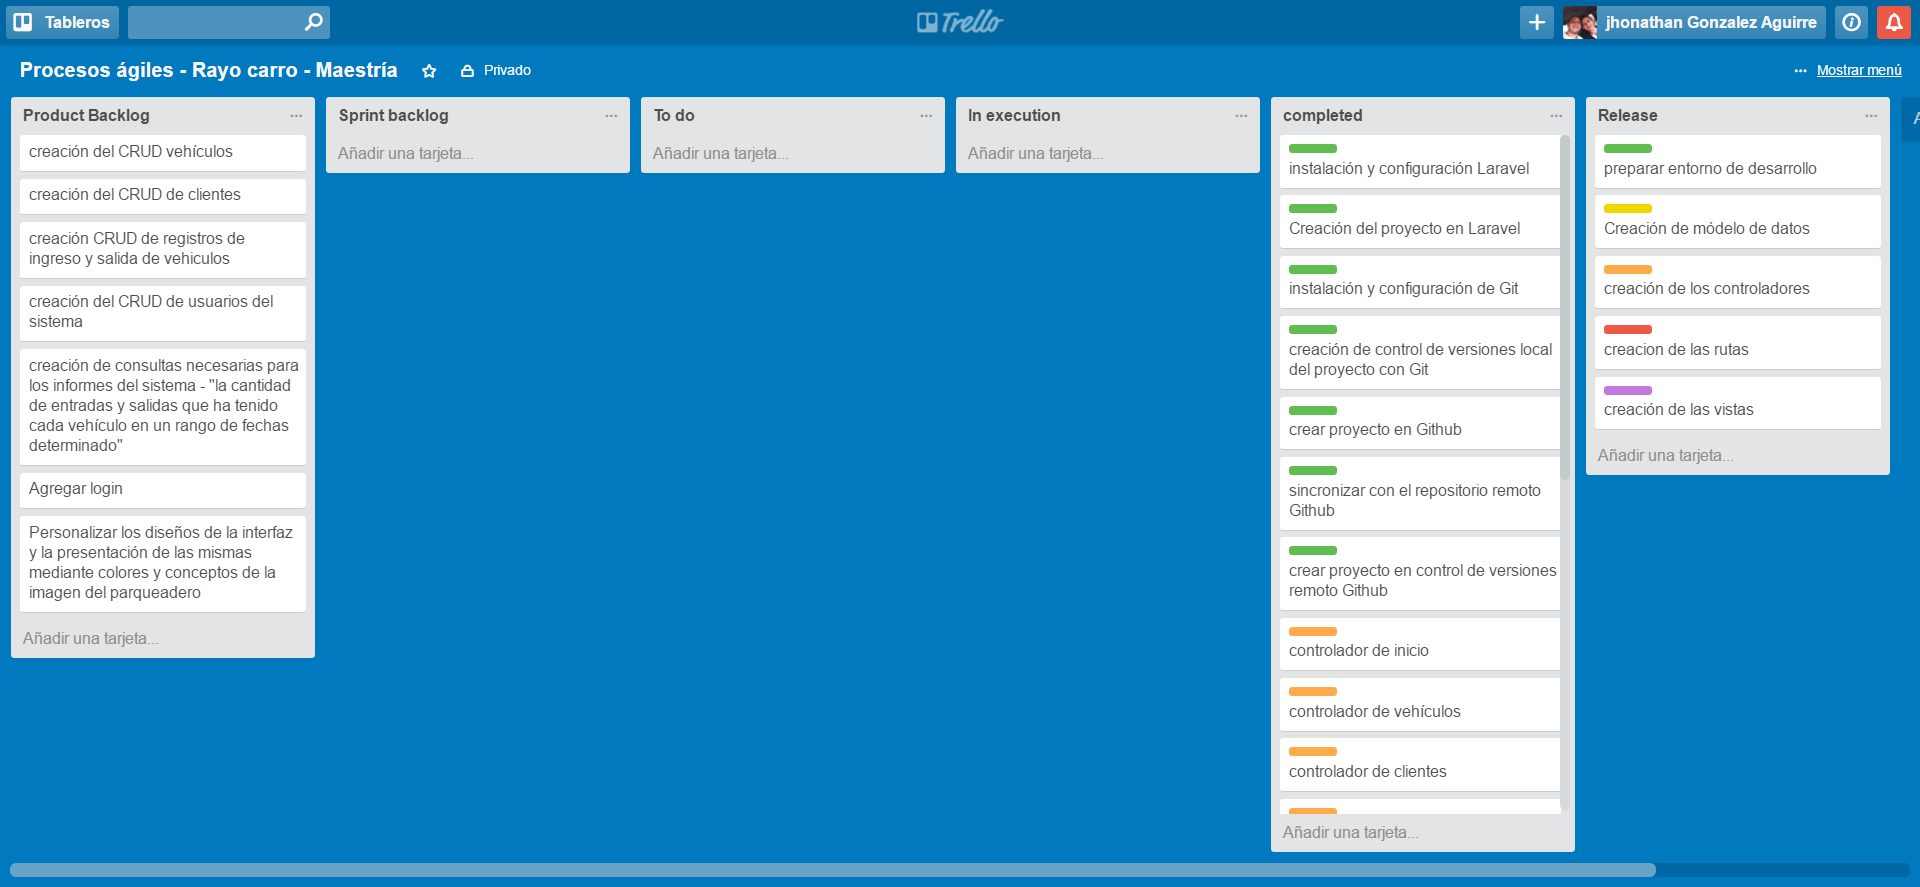 Tableros
Trello
jhonathan Gonzalez Aguirre
Procesos ágiles - Rayo carro - Maestría
Privado
Mostrar menú
Product Backlog
creación del CRUD vehículos
creación del CRUD de clientes
creación CRUD de registros de
ingreso y salida de vehiculos
creación del CRUD de usuarios del
sistema
creación de consultas necesarias para
los informes del sistema - "la cantidad
de entradas y salidas que ha tenido
cada vehículo en un rango de fechas
determinado"
Agregar login
Personalizar los diseños de la interfaz
y la presentación de las mismas
mediante colores y conceptos de la
imagen del parqueadero
Añadir una tarjeta...
Sprint backlog
Añadir una tarjeta...
To do
Añadir una tarjeta...
In execution
Añadir una tarjeta...
completed
instalación y configuración Laravel
Creación del proyecto en Laravel
instalación y configuración de Git
creación de control de versiones local
del proyecto con Git
crear proyecto en Github
sincronizar con el repositorio remoto
Github
crear proyecto en control de versiones
remoto Github
controlador de inicio
controlador de vehículos
controlador de clientes
Añadir una tarjeta...
Release
preparar entorno de desarrollo
Creación de módelo de datos
creación de los controladores
creacion de las rutas
creación de las vistas
Añadir una tarjeta...